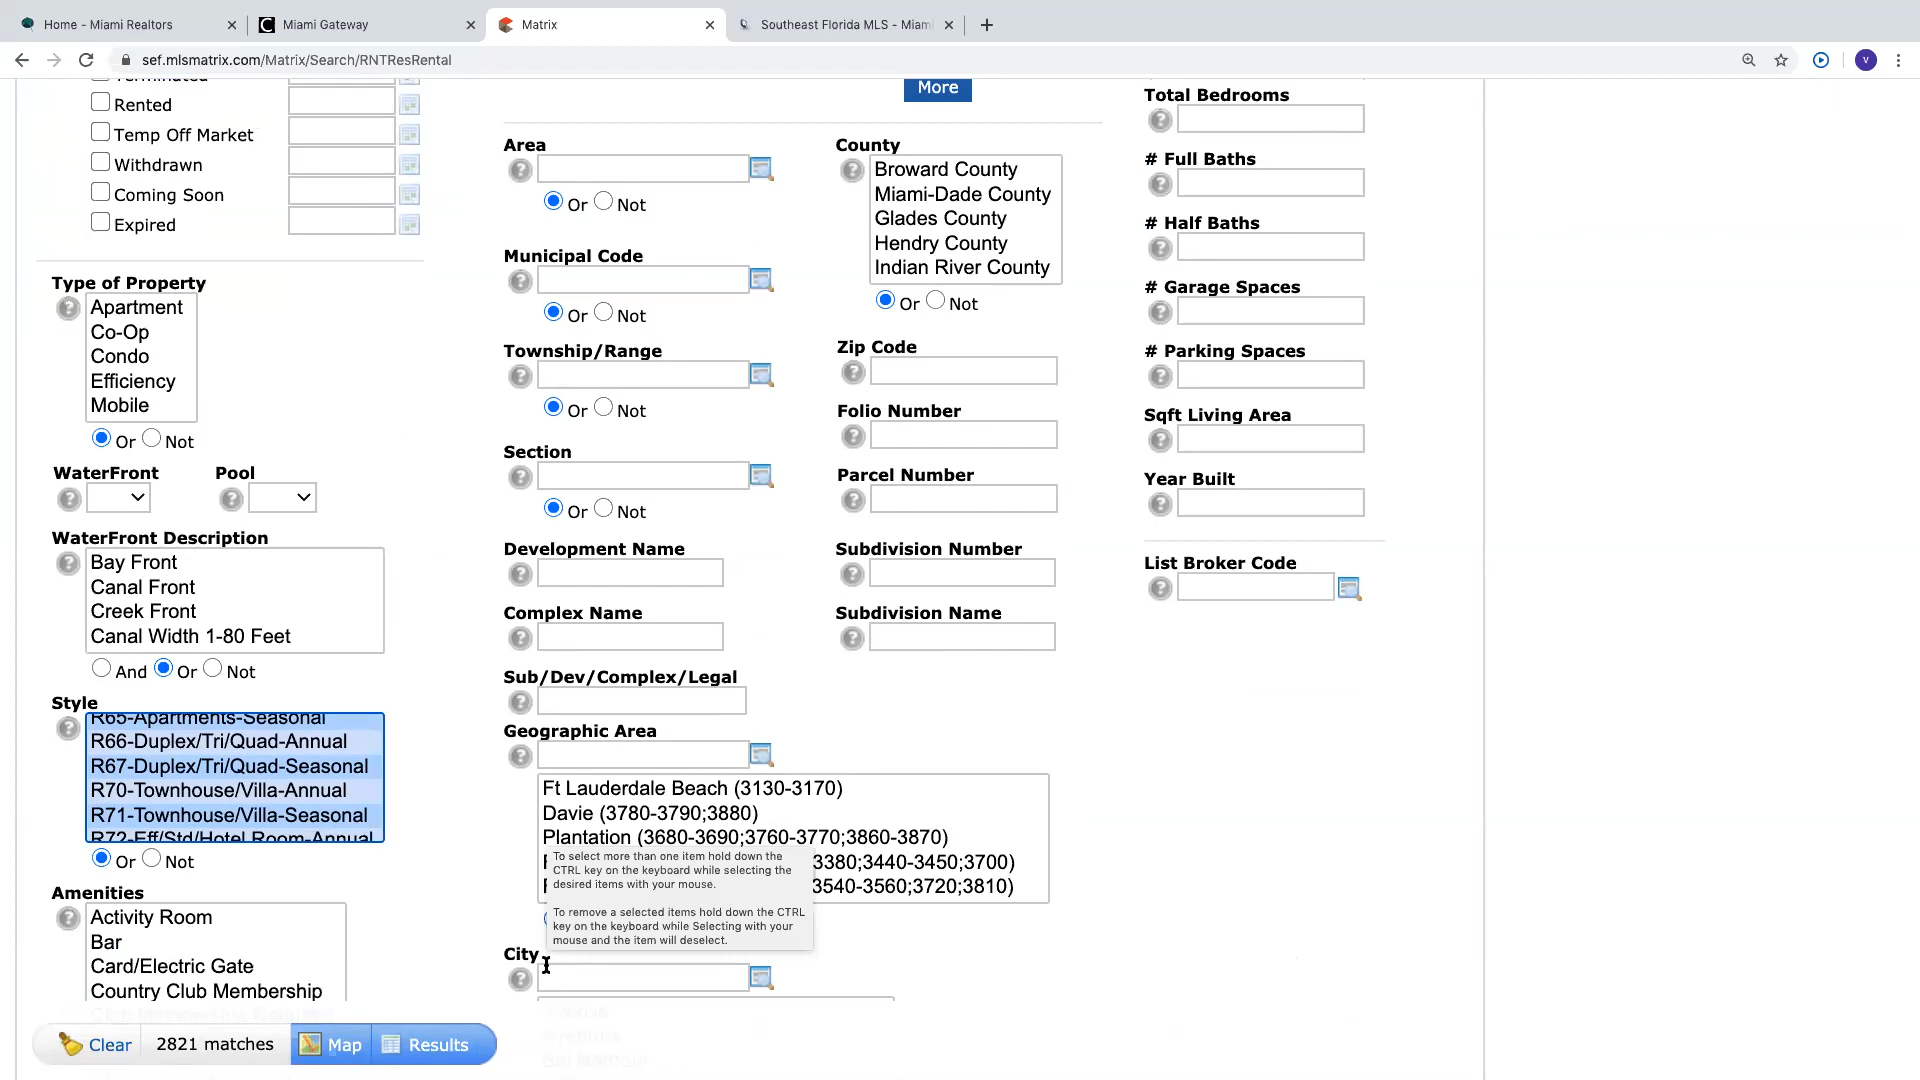 Home - Miami Realtors
Miami Gateway
Matrix
Southeast Florida MLS - Miam
sef.mlsmatrix.com/Matrix/Search/RNTResRental
V
Terminated
Rented
Temp Off Market
Withdrawn
Coming Soon
Expired
Type of Property
Apartment
Co-Op
Condo
Efficiency
Mobile
Or Not
WaterFront Pool
WaterFront Description
Bay Front
Canal Front
Creek Front
Canal Width 1-80 Feet
And Or Not
Style
R65-Apartments-Seasonal
R66-Duplex/Tri/Quad-Annual
R67-Duplex/Tri/Quad-Seasonal
R70-Townhouse/Villa-Annual
R71-Townhouse/Villa-Seasonal
R72-Eff/Std/Hotel Room-Annual
Or Not
Amenities
Activity Room
Bar
Card/Electric Gate
Country Club Membership
More
Area
Or Not
Municipal Code
Or Not
Township/Range
Or Not
Section
Or Not
Development Name
Complex Name
Sub/Dev/Complex/Legal
Geographic Area
Ft Lauderdale Beach (3130-3170)
Davie (3780-3790;3880)
Plantation (3680-3690;3760-3770;3860-3870)
3380;3440-3450;3700)
3540-3560;3720;3810)
To select more than one item hold down the
CTRL key on the keyboard while selecting the
desired items with your mouse.
To remove a selected items hold down the CTRL
key on the keyboard while Selecting with your
mouse and the item will deselect.
City
County
Broward County
Miami-Dade County
Glades County
Hendry County
Indian River County
Or Not
Zip Code
Folio Number
Parcel Number
Subdivision Number
Subdivision Name
Total Bedrooms
# Full Baths
# Half Baths
# Garage Spaces
# Parking Spaces
Sqft Living Area
Year Built
List Broker Code
Clear 2821 matches Map Results